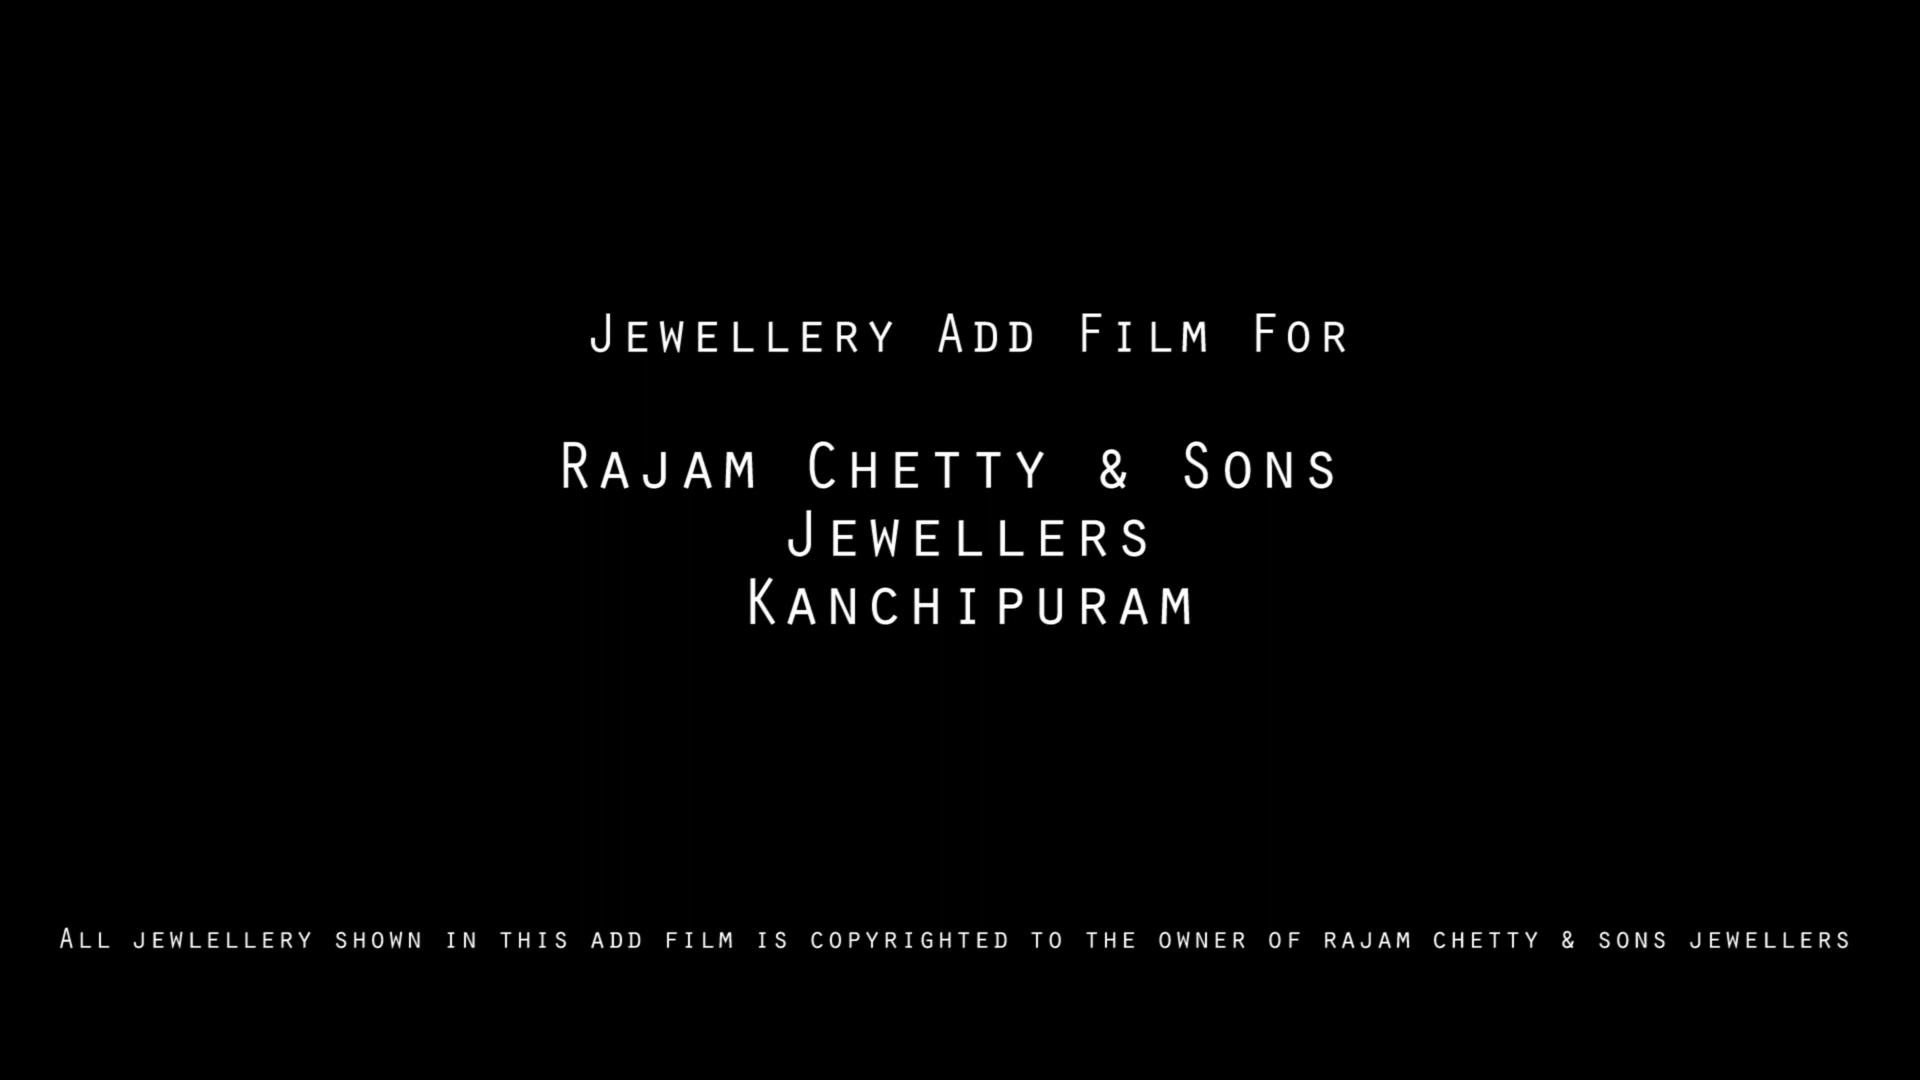 Jewellery Add Film For
Rajam Chetty & Sons
Jewellers
Kanchipuram
All jewlellery shown in this add film is copyrighted to the owner of rajam chetty & sons jewellers